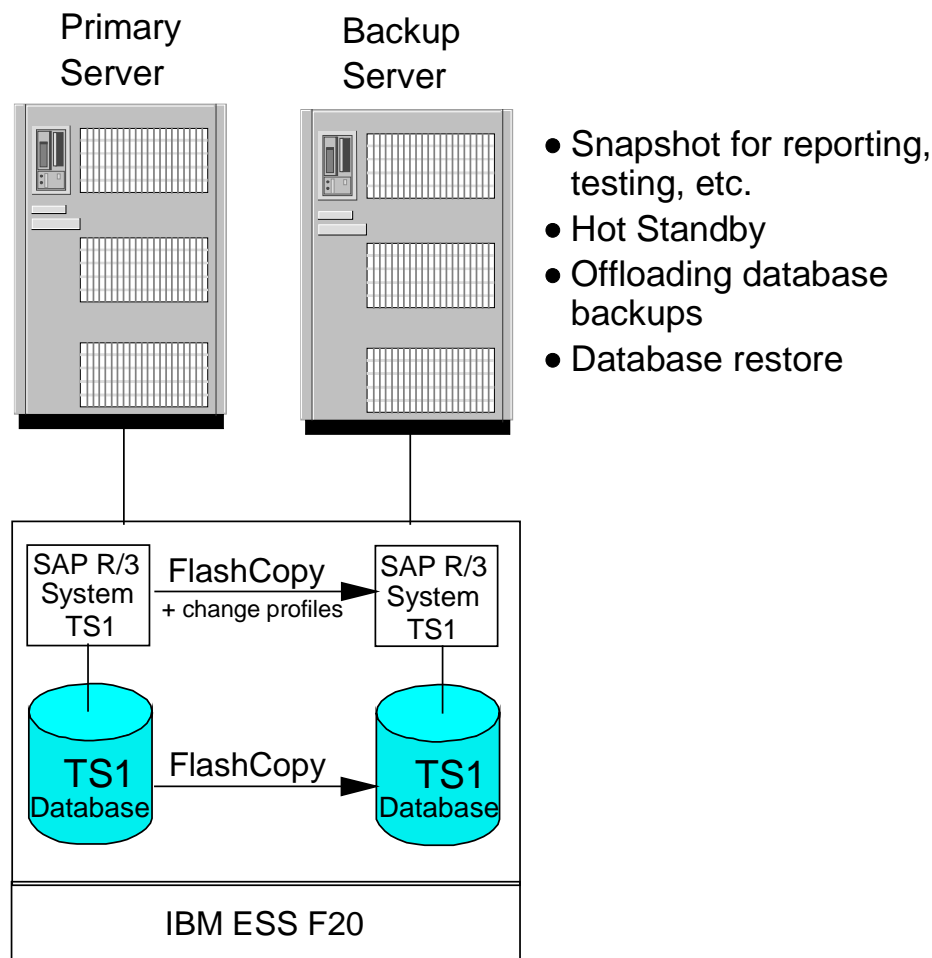 Primary
Server
Backup
Server
● Snapshot for reporting,
testing, etc.
● Hot Standby
● Offloading database
backups
● Database restore
SAP R/3
System
TS1
FlashCopy
+ change profiles
SAP R/3
System
TS1
TS1
Database
FlashCopy
TS1
Database
IBM ESS F20